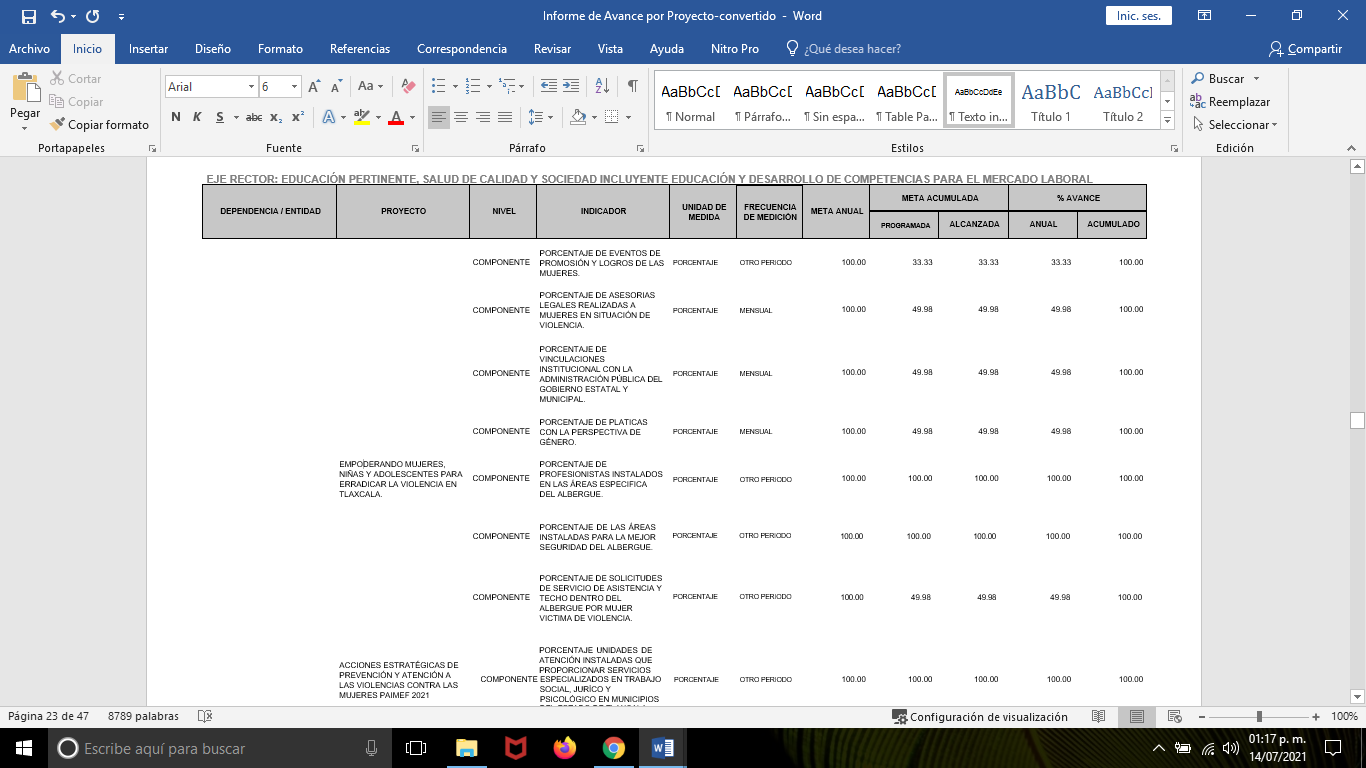 Informe de Avance por Proyecto-convertido - Word
Inic. ses.
Archivo Inicio Insertar Diseño Formato Referencias Correspondencia Revisar Vista Ayuda Nitro Pro ¿Qué desea hacer? Compartir
Pegar
Cortar
Copiar
Copiar formato
Portapapeles
Arial 6
N K S abc x₂ x²
Fuente
Párrafo
AaBbCcD AaBbCcD AaBbCcD AaBbCcD AaBbCcDdEe AaBbC AaBbCcI
¶ Normal ¶ Párrafo... ¶ Sin espa... ¶ Table Pa... ¶ Texto in... Título 1 Título 2
Estilos
Buscar
Reemplazar
Seleccionar
Edición
EJE RECTOR: EDUCACIÓN PERTINENTE, SALUD DE CALIDAD Y SOCIEDAD INCLUYENTE EDUCACIÓN Y DESARROLLO DE COMPETENCIAS PARA EL MERCADO LABORAL
DEPENDENCIA / ENTIDAD PROYECTO NIVEL INDICADOR
UNIDAD DE
MEDIDA
FRECUENCIA
DE MEDICIÓN
META ANUAL
META ACUMULADA
PROGRAMADA ALCANZADA
% AVANCE
ANUAL ACUMULADO
COMPONENTE
PORCENTAJE DE EVENTOS DE
PROMOSIÓN Y LOGROS DE LAS
MUJERES.
PORCENTAJE OTRO PERIODO 100.00 33.33 33.33 33.33 100.00
COMPONENTE
PORCENTAJE DE ASESORIAS
LEGALES REALIZADAS A
MUJERES EN SITUACIÓN DE
VIOLENCIA.
PORCENTAJE MENSUAL 100.00 49.98 49.98 49.98 100.00
COMPONENTE
PORCENTAJE DE
VINCULACIONES
INSTITUCIONAL CON LA
ADMINISTRACIÓN PÚBLICA DEL
GOBIERNO ESTATAL Y
MUNICIPAL.
PORCENTAJE MENSUAL 100.00 49.98 49.98 49.98 100.00
COMPONENTE
PORCENTAJE DE PLATICAS
CON LA PERSPECTIVA DE
GÉNERO.
PORCENTAJE MENSUAL 100.00 49.98 49.98 49.98 100.00
EMPODERANDO MUJERES,
NIÑAS Y ADOLESCENTES PARA
ERRADICAR LA VIOLENCIA EN
TLAXCALA.
COMPONENTE
PORCENTAJE DE
PROFESIONISTAS INSTALADOS
EN LAS ÁREAS ESPECIFICA
DEL ALBERGUE.
PORCENTAJE OTRO PERIODO 100.00 100.00 100.00 100.00 100.00
COMPONENTE
PORCENTAJE DE LAS ÁREAS
INSTALADAS PARA LA MEJOR
SEGURIDAD DEL ALBERGUE.
PORCENTAJE OTRO PERIODO 100.00 100.00 100.00 100.00 100.00
COMPONENTE
PORCENTAJE DE SOLICITUDES
DE SERVICIO DE ASISTENCIA Y
TECHO DENTRO DEL
ALBERGUE POR MUJER
VICTIMA DE VIOLENCIA.
PORCENTAJE OTRO PERIODO 100.00 49.98 49.98 49.98 100.00
ACCIONES ESTRATÉGICAS DE
PREVENCIÓN Y ATENCIÓN A
LAS VIOLENCIAS CONTRA LAS
MUJERES PAIMEF 2021
COMPONENTE
PORCENTAJE UNIDADES DE
ATENCIÓN INSTALADAS QUE
PROPORCIONAR SERVICIOS
ESPECIALIZADOS EN TRABAJO
SOCIAL, JURÍCO Y
PSICOLÓGICO EN MUNICIPIOS
PORCENTAJE OTRO PERIODO 100.00 100.00 100.00 100.00 100.00
Página 23 de 47 8789 palabras Configuración de visualización 100%
Escribe aquí para buscar
01:17 p. m.
14/07/2021